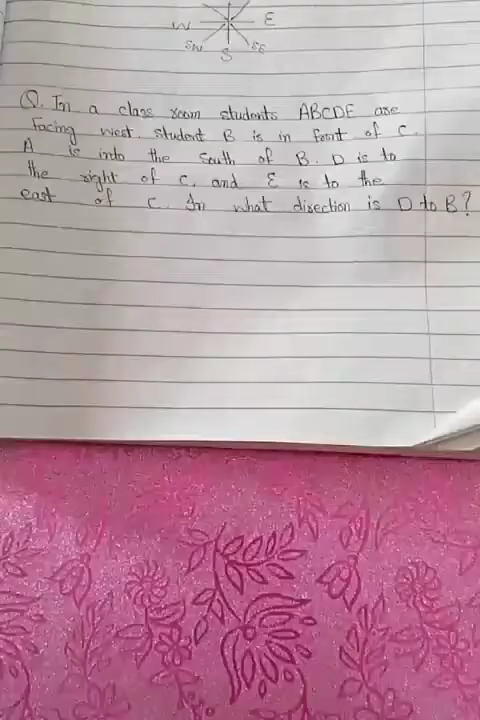 W E
SW S SE
Q. In a class room students ABCDE are
facing west. student B is in font of C.
A is into the South of B. D is to
the right of C, and E is to the
east of C. In what direction is D to B?